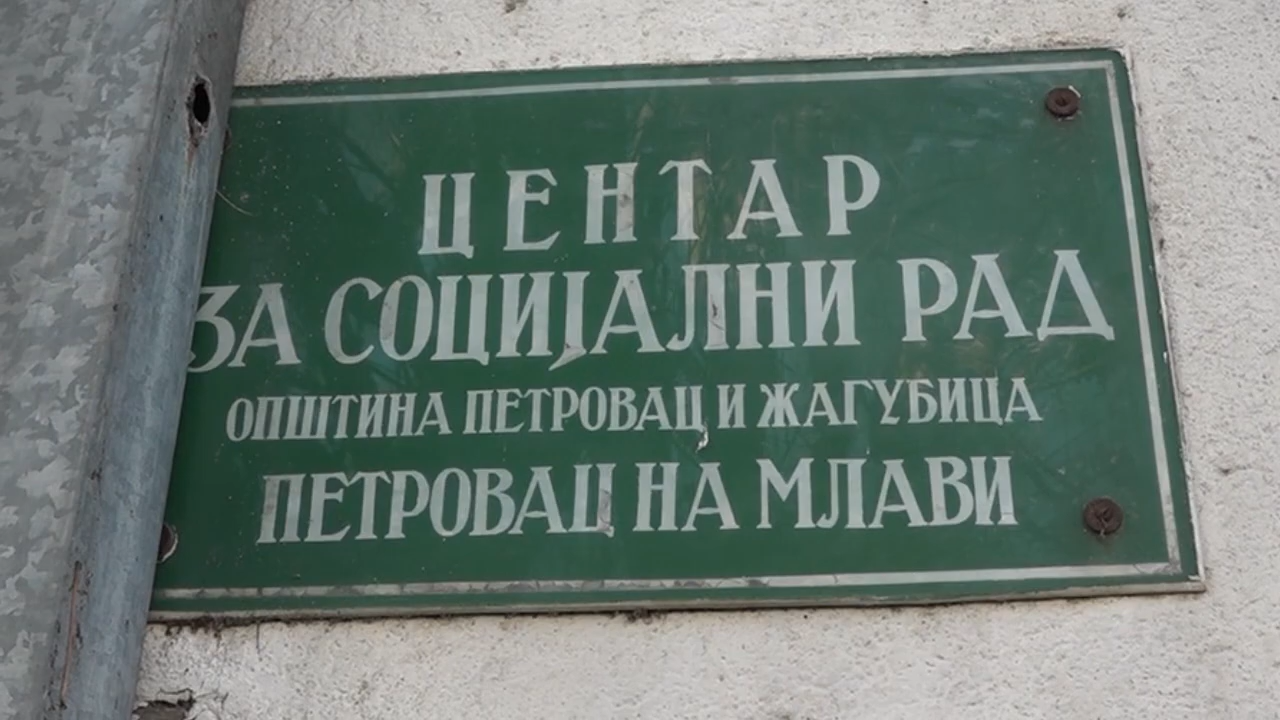 ЦЕНТАР
ЗА СОЦИЈАЛНИ РАД
ОПШТИНА ПЕТРОВАЦ И ЖАГУБИЦА
ПЕТРОВАЦ НА МЛАВИ